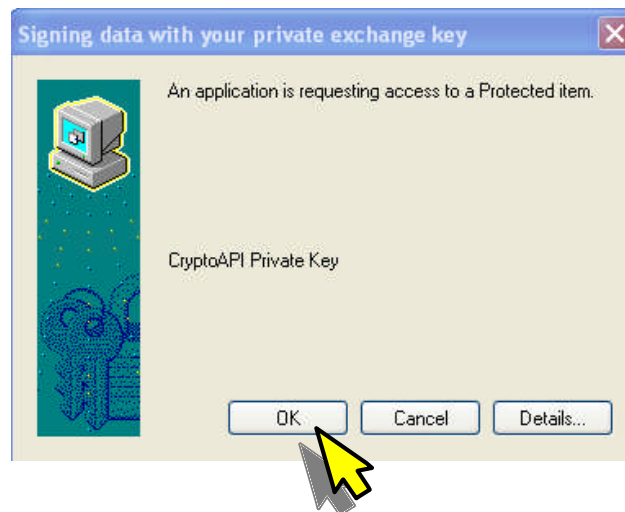 Signing data with your private exchange key
An application is requesting access to a Protected item.
CryptoAPI Private Key
OK Cancel Details...